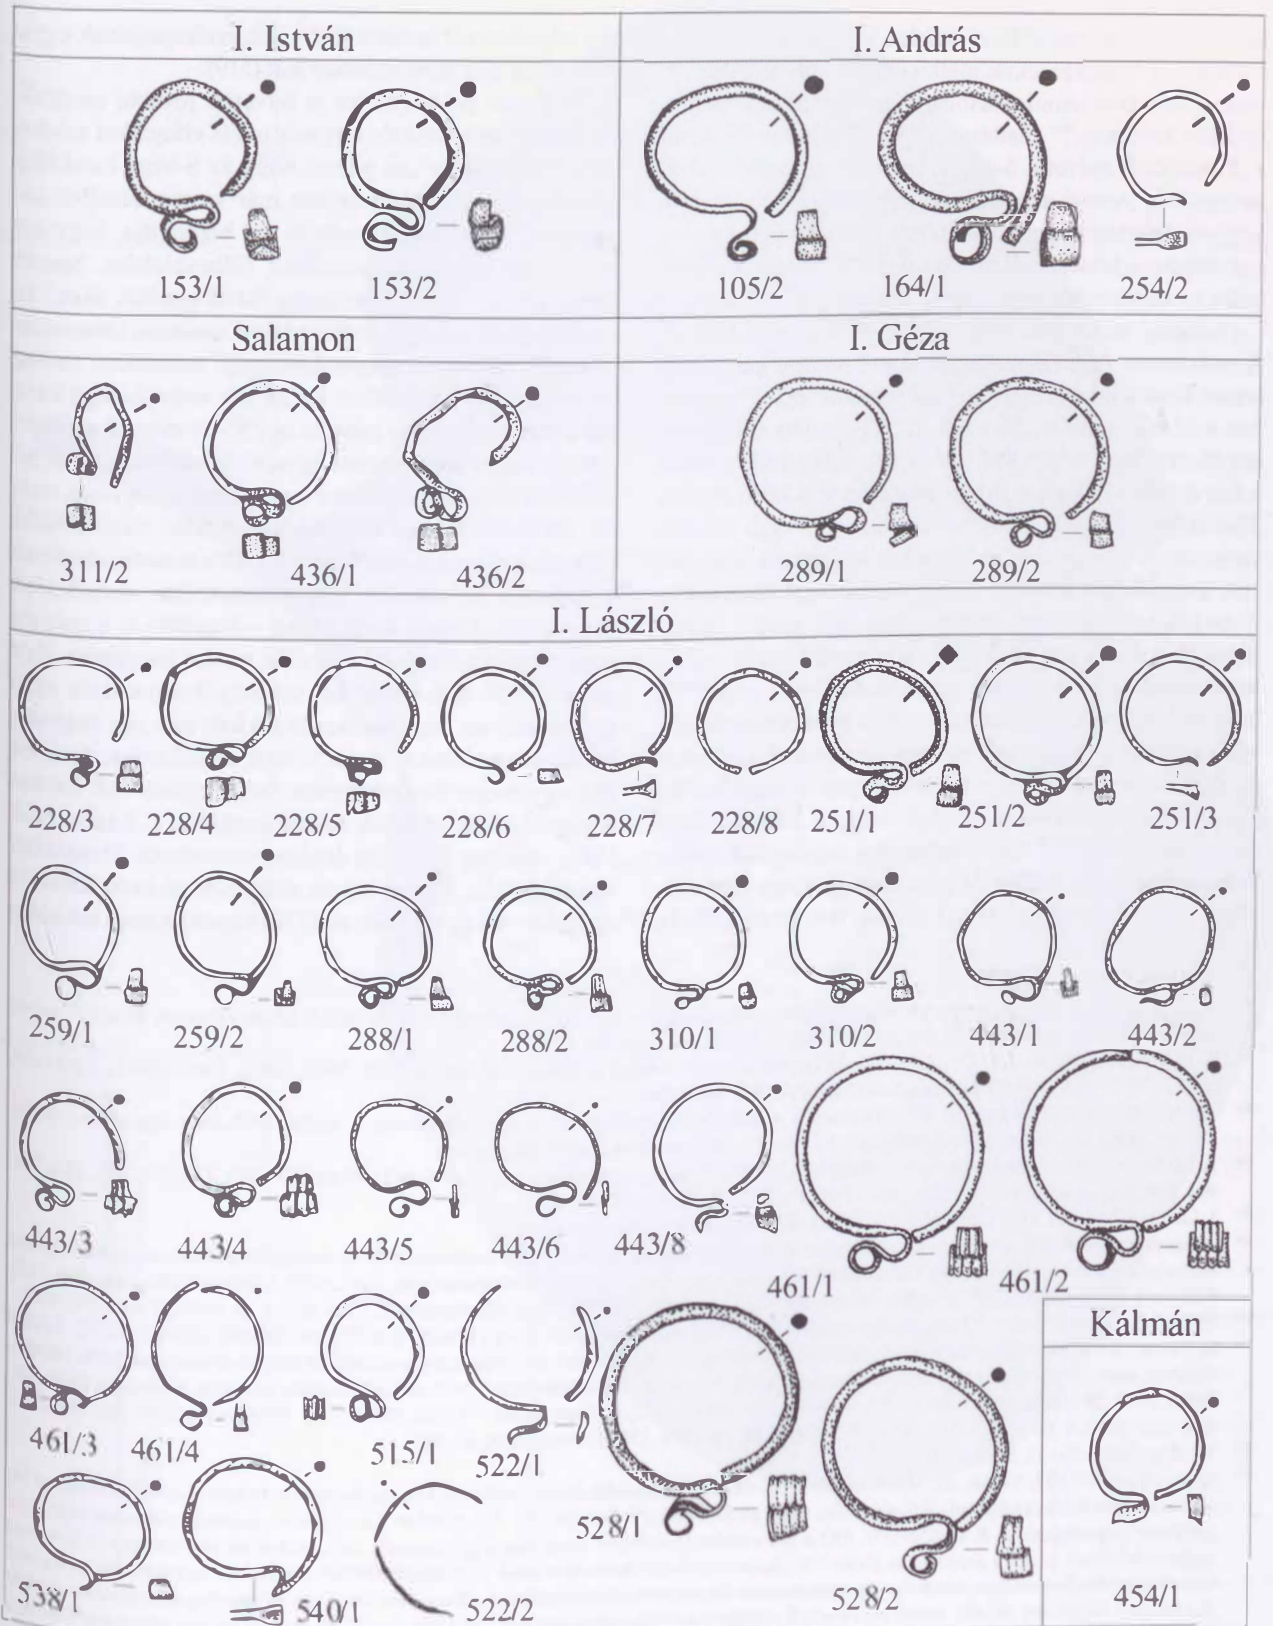 I. István
I. András
153/1 153/2 105/2 164/1 254/2
Salamon
I. Géza
311/2 436/1 436/2 289/1 289/2
I. László
228/3 228/4 228/5 228/6 228/7 228/8 251/1 251/2 251/3
259/1 259/2 288/1 288/2 310/1 310/2 443/1 443/2
443/3 443/4 443/5 443/6 443/8 461/1 461/2
461/3 461/4 515/1 522/1 528/1
538/1 540/1 522/2 528/2
Kálmán
454/1